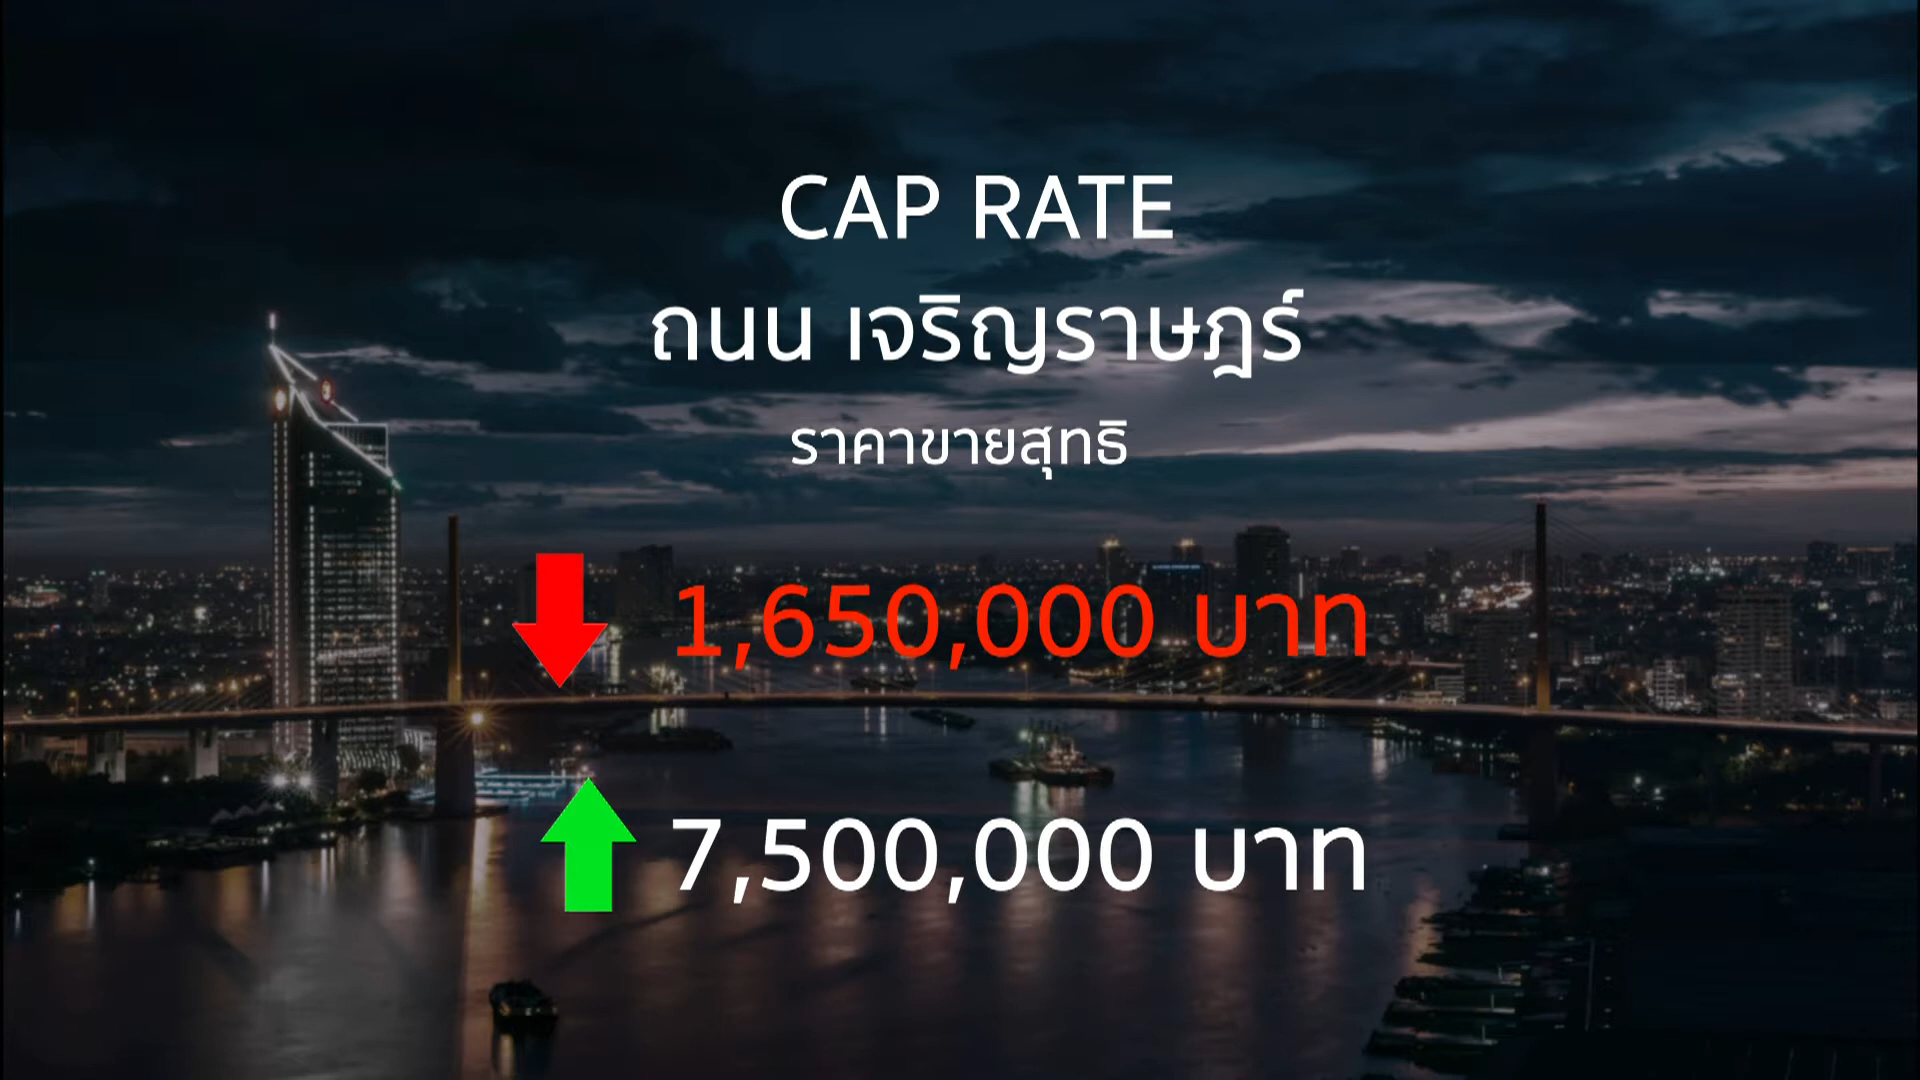 CAP RATE
ถนน เจริญราษฎร์
ราคาขายสุทธิ
1,650,000 บาท
7,500,000 บาท